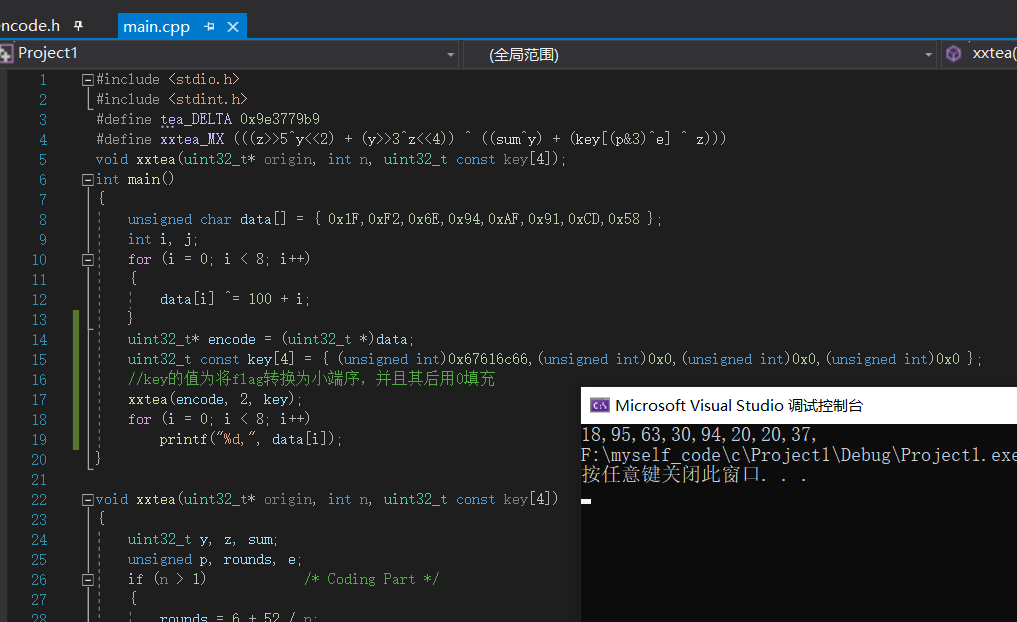 encode.h
main.cpp
Project1
(全局范围)
xxtea(
1 #include <stdio.h>
2 #include <stdint.h>
3 #define tea_DELTA 0x9e3779b9
4 #define xxtea_MX (((z>>5^y<<2) + (y>>3^z<<4)) ^ ((sum^y) + (key[(p&3)^e] ^ z)))
5 void xxtea(uint32_t* origin, int n, uint32_t const key[4]);
6 int main()
7 {
8 unsigned char data[] = { 0x1F,0xF2,0x6E,0x94,0xAF,0x91,0xCD,0x58 };
9 int i, j;
10 for (i = 0; i < 8; i++)
11 {
12 data[i] ^= 100 + i;
13 }
14 uint32_t* encode = (uint32_t *)data;
15 uint32_t const key[4] = { (unsigned int)0x67616c66,(unsigned int)0x0,(unsigned int)0x0,(unsigned int)0x0 };
16 //key的值为将flag转换为小端序，并且其后用0填充
17 xxtea(encode, 2, key);
18 for (i = 0; i < 8; i++)
19 printf("%d,", data[i]);
20 }
21
22 void xxtea(uint32_t* origin, int n, uint32_t const key[4])
23 {
24 uint32_t y, z, sum;
25 unsigned p, rounds, e;
26 if (n > 1) /* Coding Part */
27 {
28 rounds = 6 + 52 / n;
Microsoft Visual Studio 调试控制台
18,95,63,30,94,20,20,37,
F:\myself_code\c\Project1\Debug\Project1.exe
按任意键关闭此窗口. . .